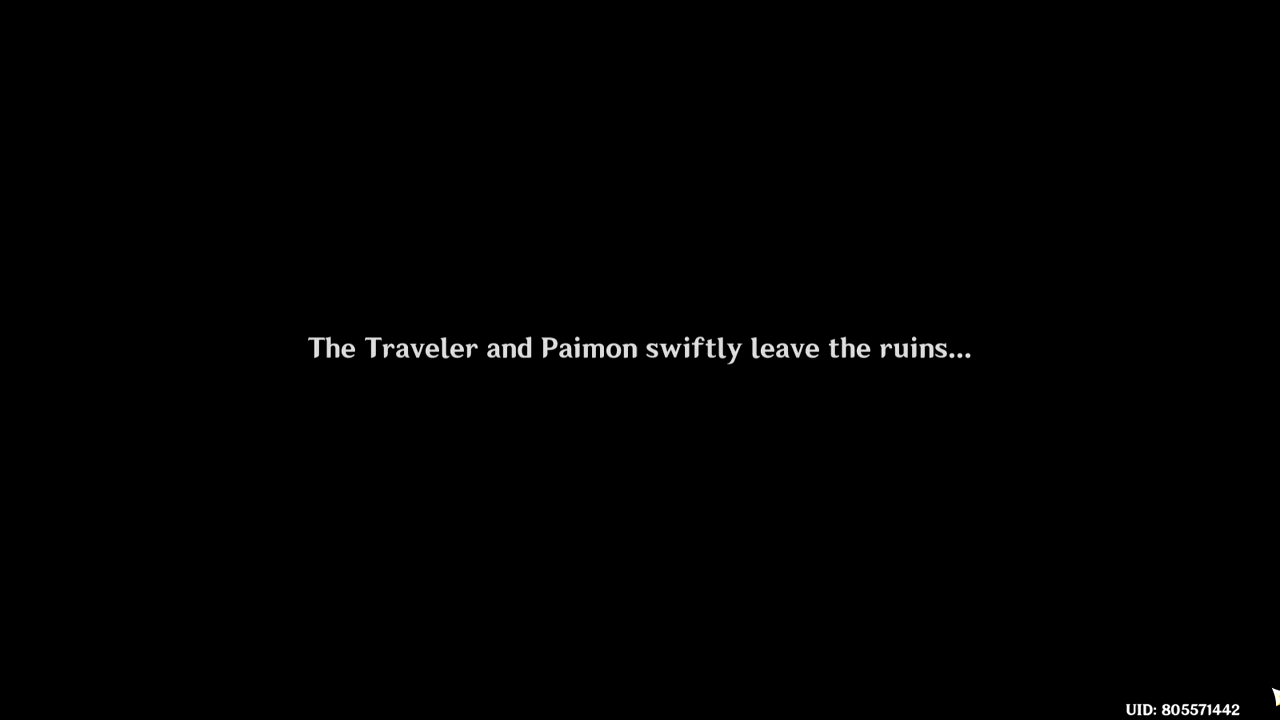 The Traveler and Paimon swiftly leave the ruins...
UID: 805571442